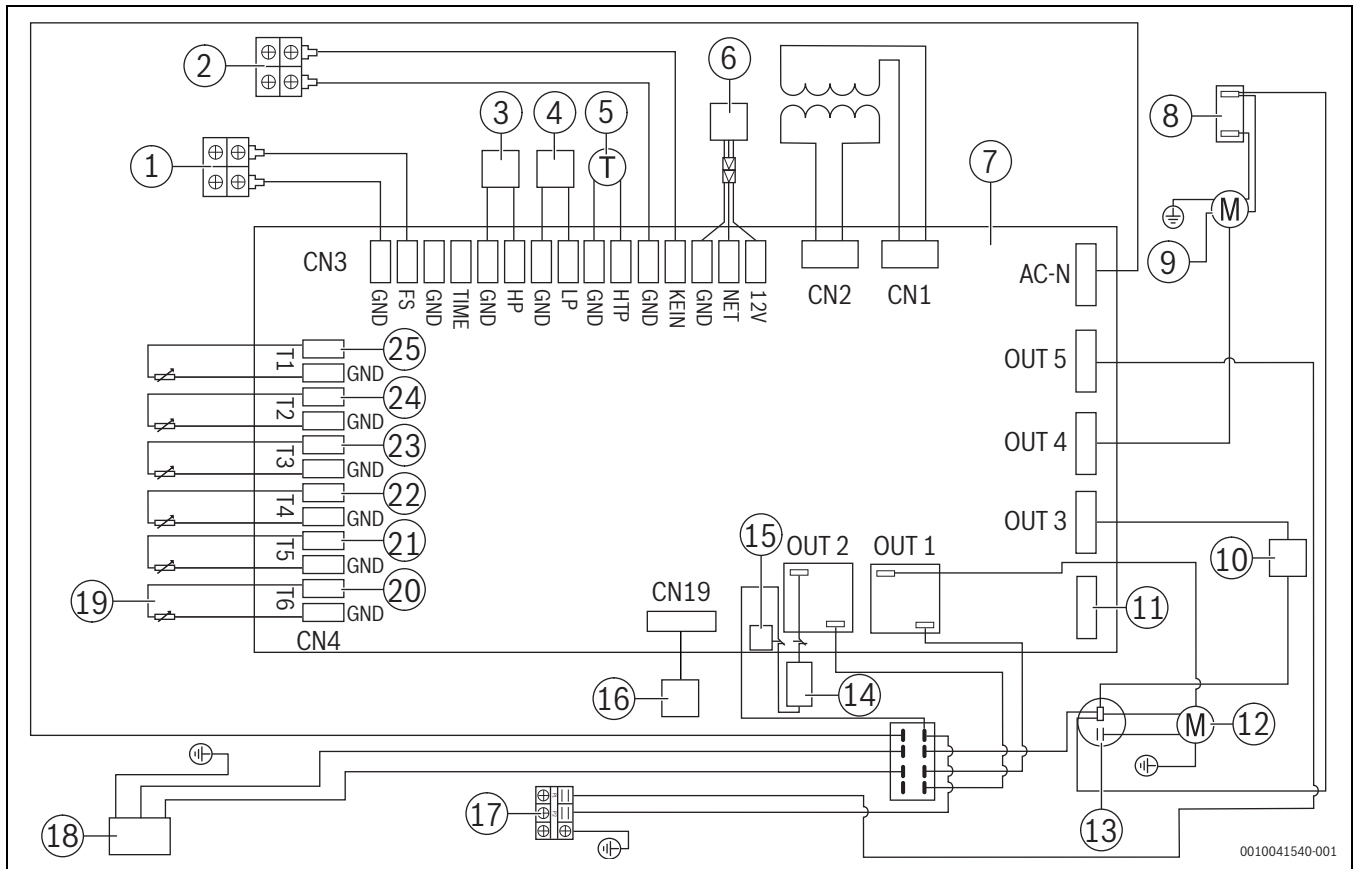 2
1
3
4
5
T
6
7
8
M
9
CN3
GND
FS
GND
TIME
GND
HP
GND
LP
GND
HTP
GND
KEIN
GND
NET
12V
CN2
CN1
AC-N
OUT 5
OUT 4
OUT 3
T1
25
GND
T2
24
GND
T3
23
GND
T4
22
GND
T5
21
GND
T6
20
GND
CN4
19
15
OUT 2
OUT 1
10
11
CN19
16
14
M
12
13
17
18
0010041540-001